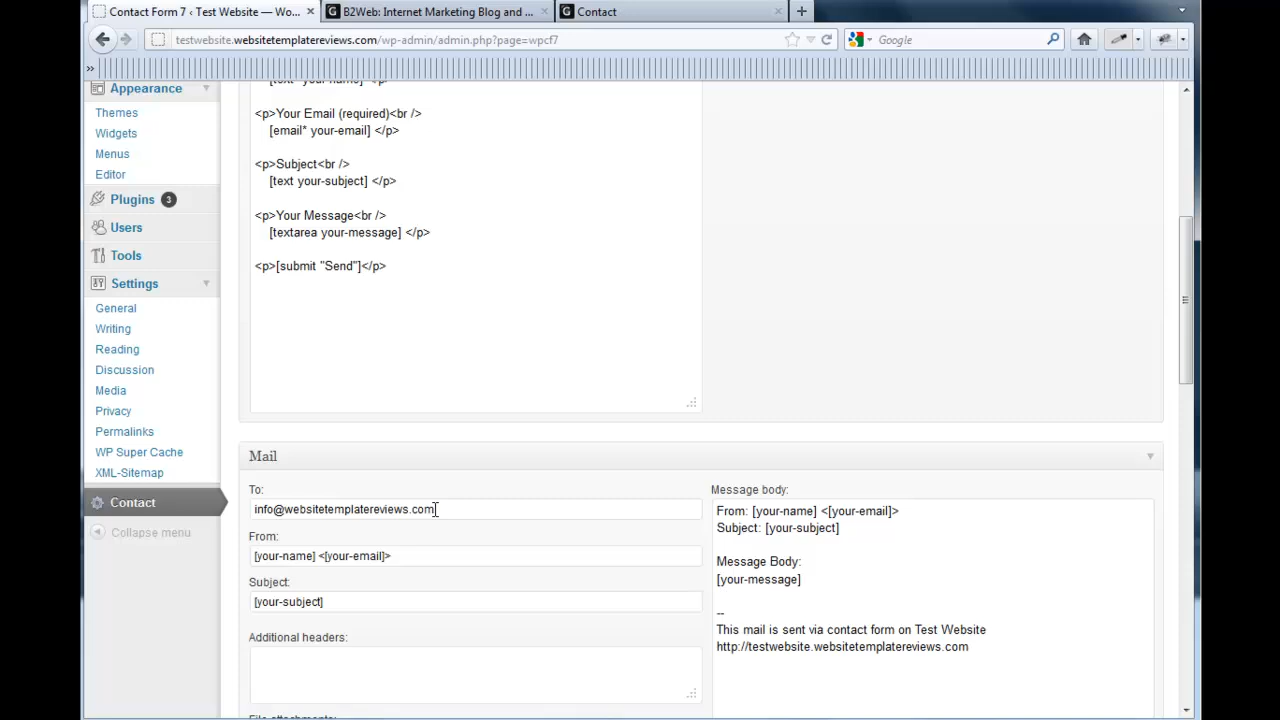 Contact Form 7 ‹ Test Website — Wo...
B2Web: Internet Marketing Blog and ...
Contact
testwebsite.websitetemplatereviews.com/wp-admin/admin.php?page=wpcf7
Google
Appearance
Themes
Widgets
Menus
Editor
Plugins 3
Users
Tools
Settings
General
Writing
Reading
Discussion
Media
Privacy
Permalinks
WP Super Cache
XML-Sitemap
Contact
Collapse menu
<p>Your Email (required)<br />
[email* your-email] </p>
<p>Subject<br />
[text your-subject] </p>
<p>Your Message<br />
[textarea your-message] </p>
<p>[submit "Send"]</p>
Mail
To:
info@websitetemplatereviews.com
From:
[your-name] <[your-email]>
Subject:
[your-subject]
Additional headers:
Message body:
From: [your-name] <[your-email]>
Subject: [your-subject]
Message Body:
[your-message]
--
This mail is sent via contact form on Test Website
http://testwebsite.websitetemplatereviews.com